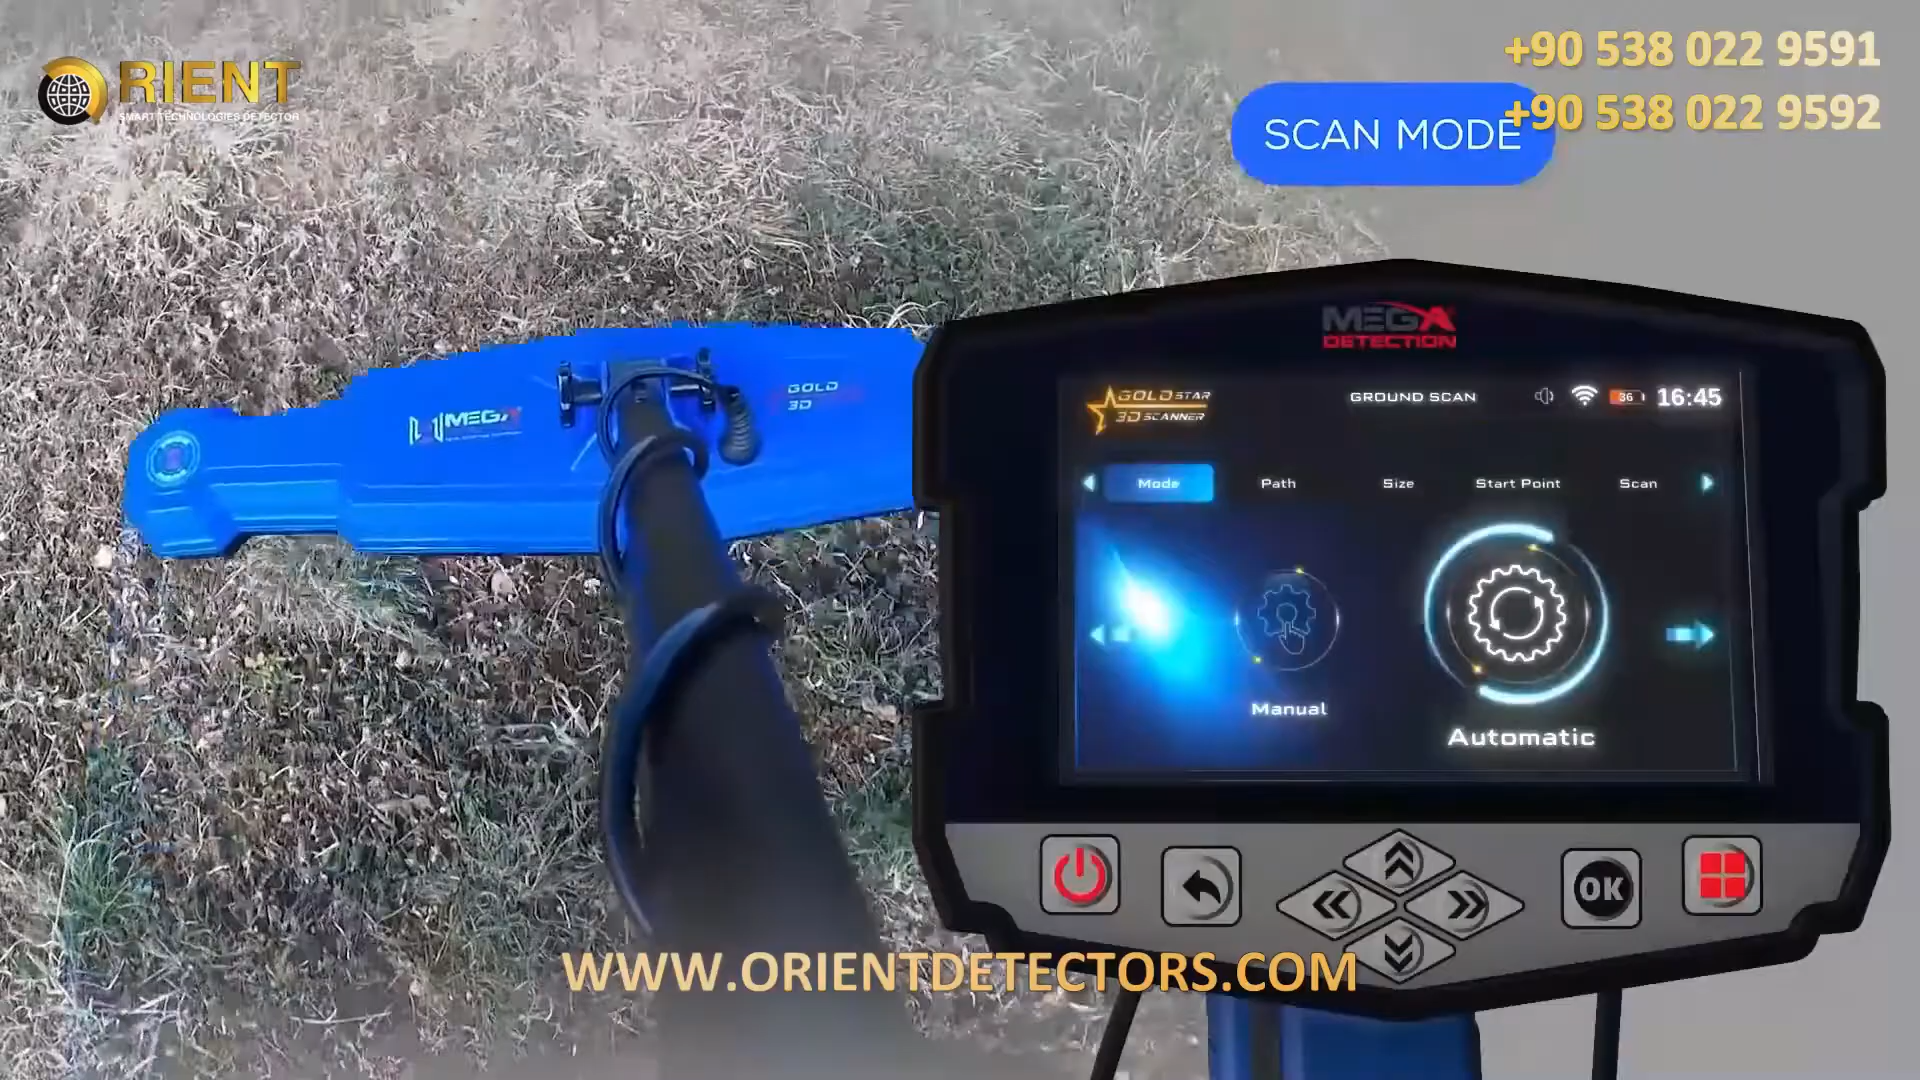 RIENT
SMART TECHNOLOGIES DETECTOR
+90 538 022 9591
+90 538 022 9592
SCAN MODE
MEGA
DETECTION
GOLD STAR
3D SCANNER
GROUND SCAN
36
16:45
Mode
Path
Size
Start Point
Scan
Manual
Automatic
MEGA
GOLD
3D
OK
WWW.ORIENTDETECTORS.COM